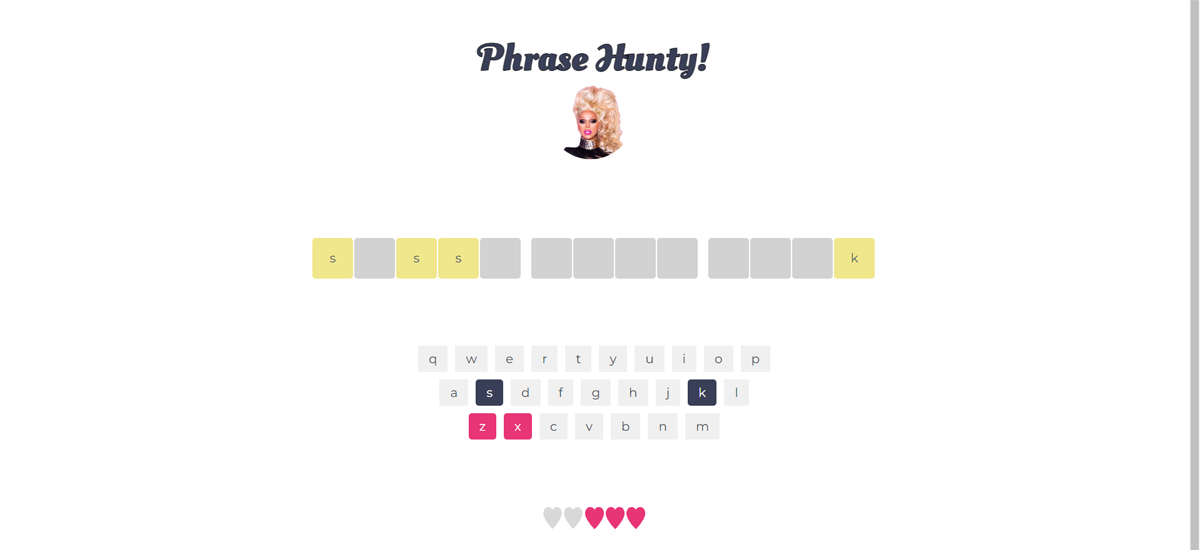 Phrase Hunty!
s s s k
q w e r t y u i o p
a s d f g h j k l
z x c v b n m